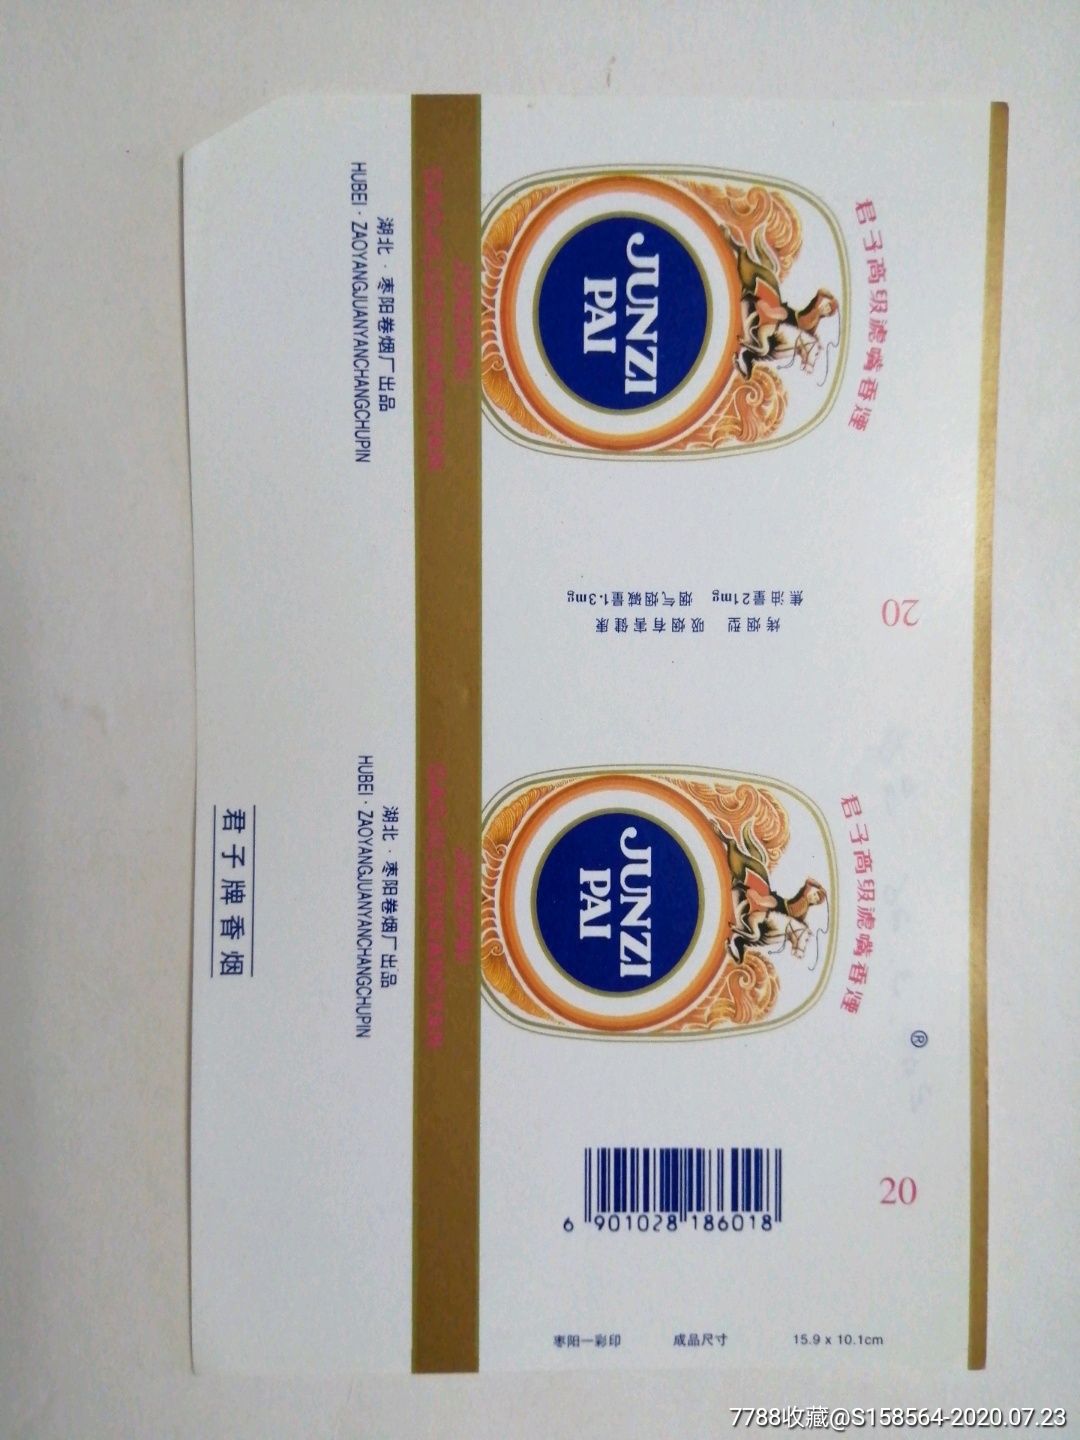 君子高级滤嘴香煙
JUNZI
PAI
湖北·枣阳卷烟厂出品
HUBEI·ZAOYANGJUANYANCHANGCHUPIN
20
烤烟型 吸烟有害健康
焦油量21mg 烟气烟碱量1.3mg
君子高级滤嘴香煙
JUNZI
PAI
湖北·枣阳卷烟厂出品
HUBEI·ZAOYANGJUANYANCHANGCHUPIN
君子牌香烟
®
20
6 901028 186018
枣阳一彩印 成品尺寸 15.9 x 10.1cm
7788收藏@S158564-2020.07.23